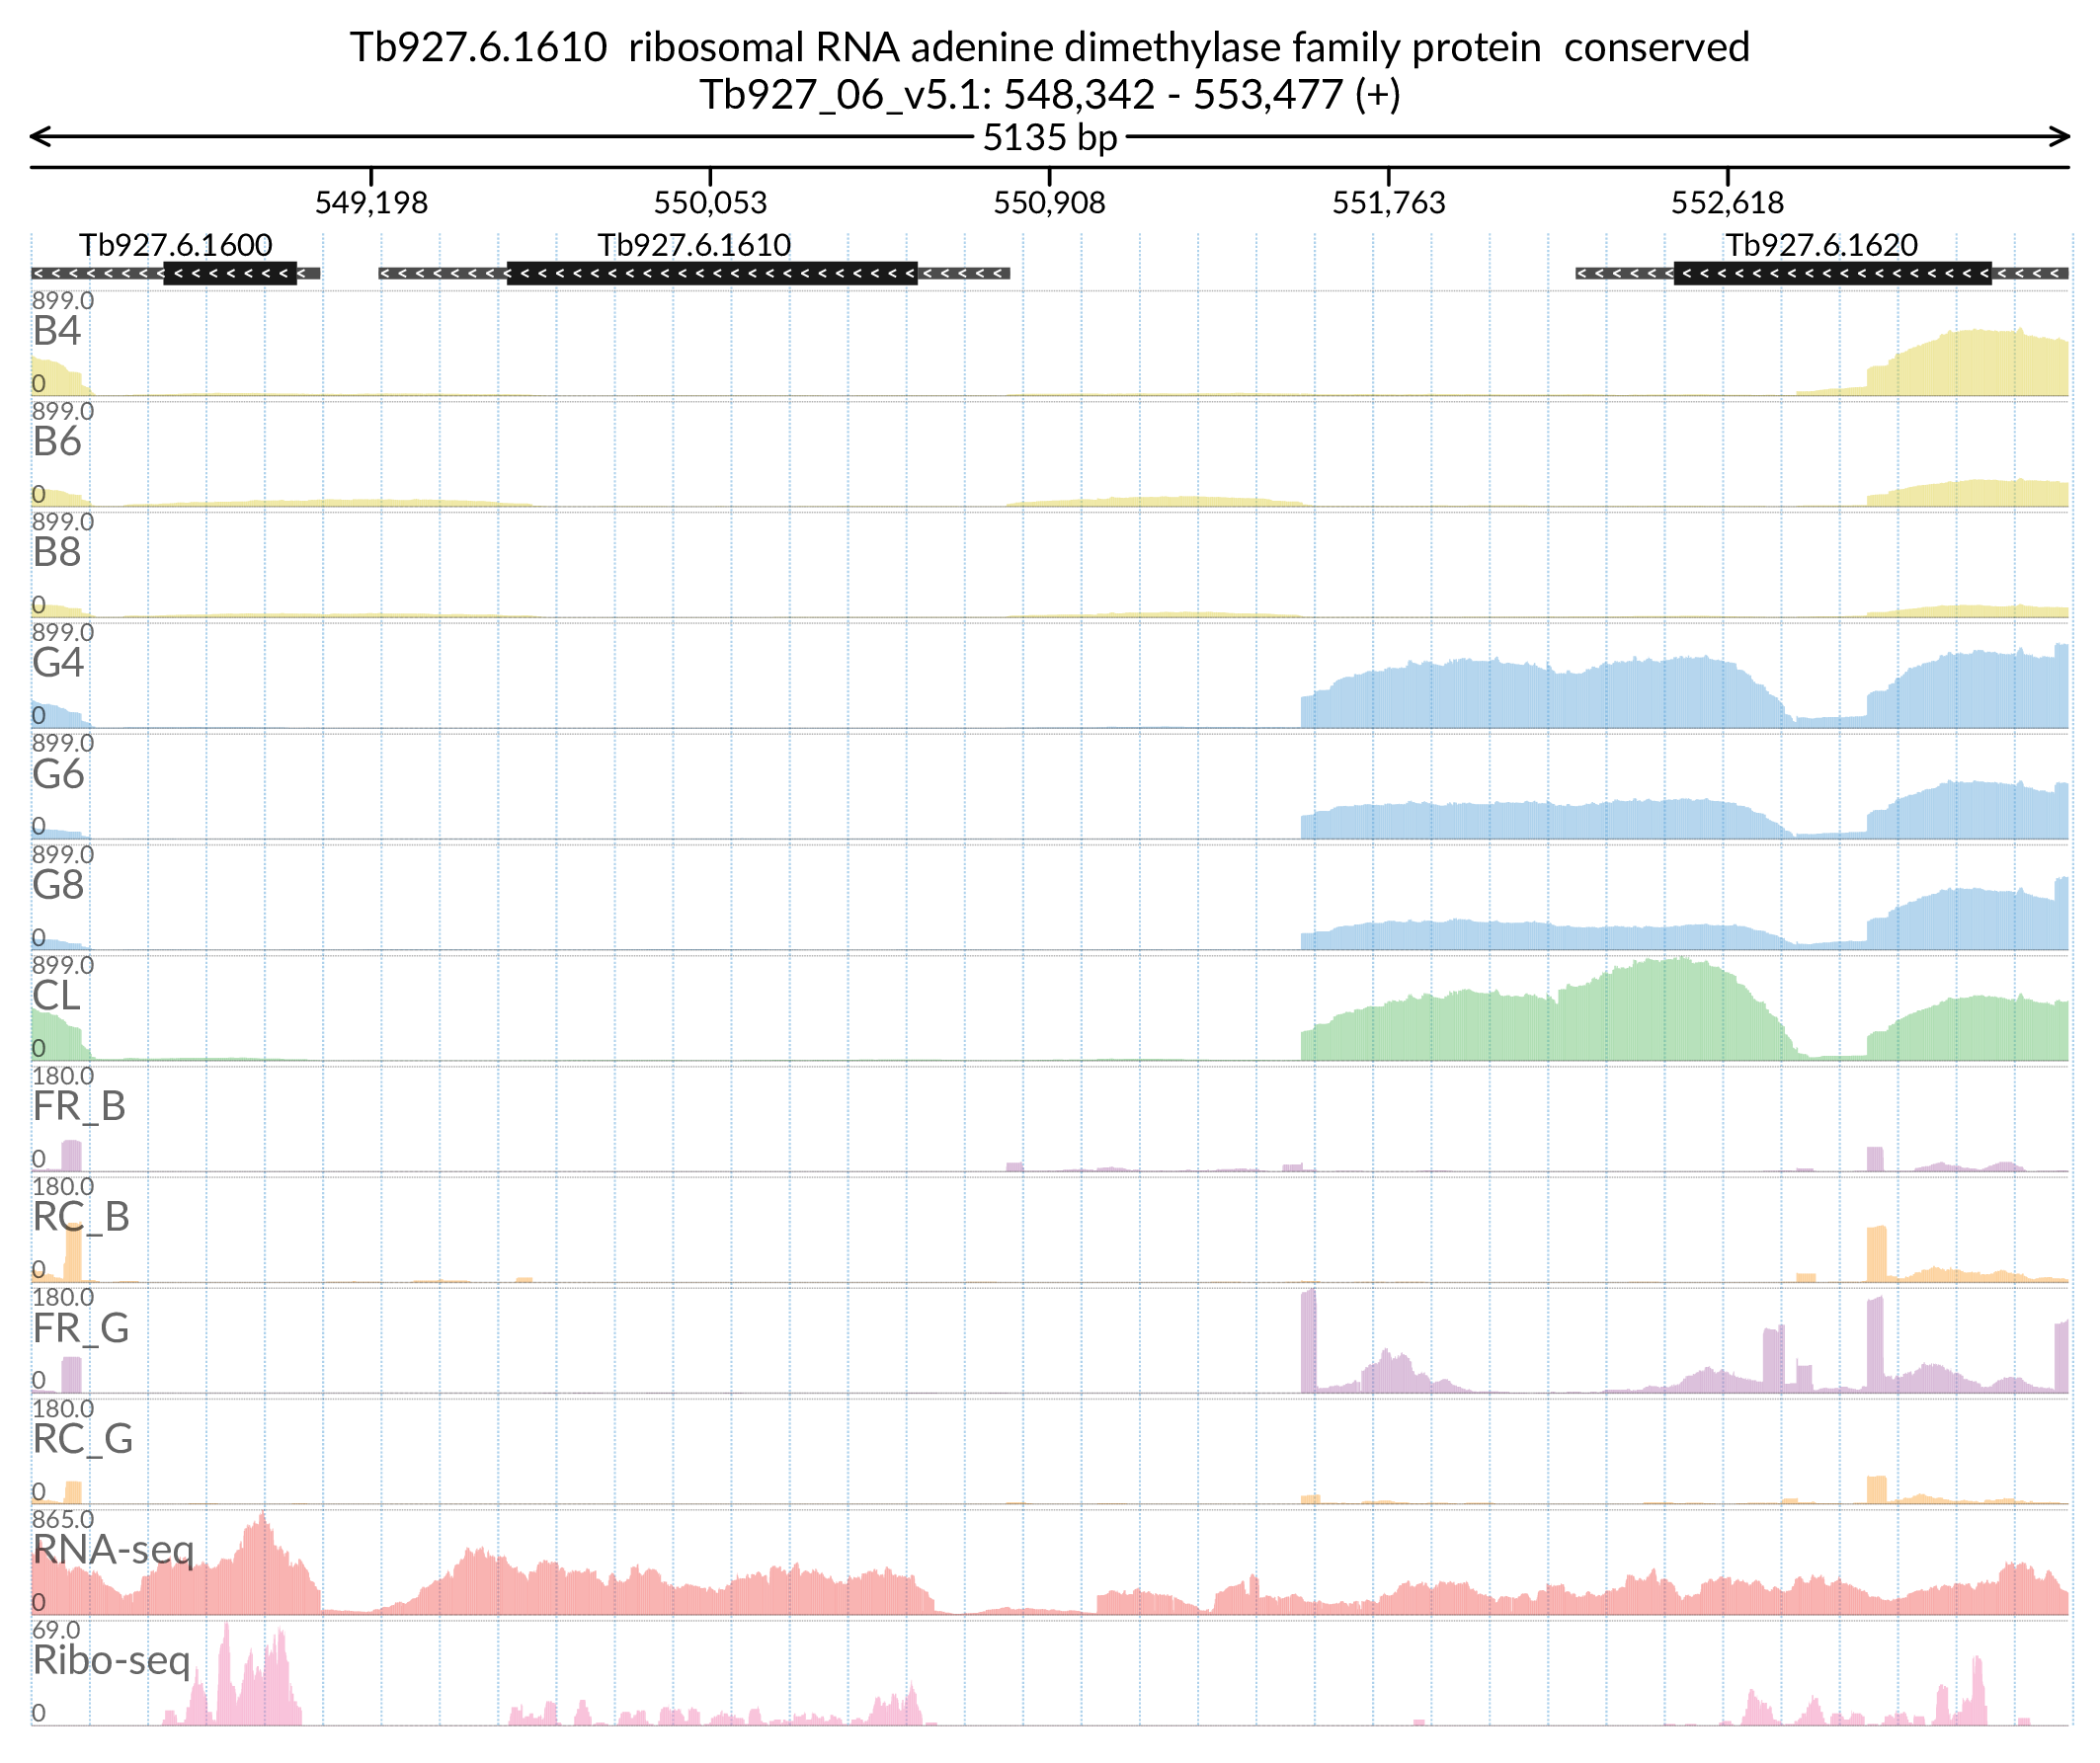 Tb927.6.1610  ribosomal RNA adenine dimethylase family protein  conserved
Tb927_06_v5.1: 548,342 - 553,477 (+)
5135 bp
549,198 550,053 550,908 551,763 552,618
Tb927.6.1600 Tb927.6.1610 Tb927.6.1620
899.0
B4
0
899.0
B6
0
899.0
B8
0
899.0
G4
0
899.0
G6
0
899.0
G8
0
899.0
CL
0
180.0
FR_B
0
180.0
RC_B
0
180.0
FR_G
0
180.0
RC_G
0
865.0
RNA-seq
0
69.0
Ribo-seq
0